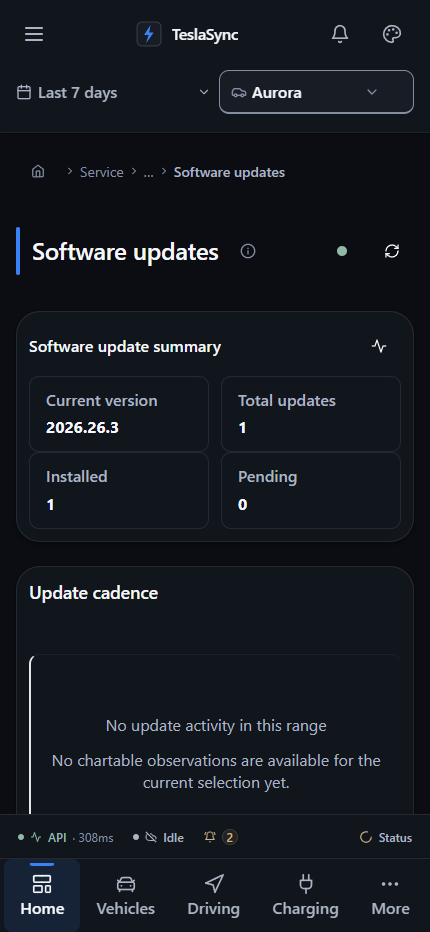 TeslaSync
Last 7 days
Aurora
Service
...
Software updates
Software updates
Software update summary
Current version
2026.26.3
Total updates
1
Installed
1
Pending
0
Update cadence
No update activity in this range
No chartable observations are available for the
current selection yet.
API · 308ms
Idle
2
Status
Home
Vehicles
Driving
Charging
More